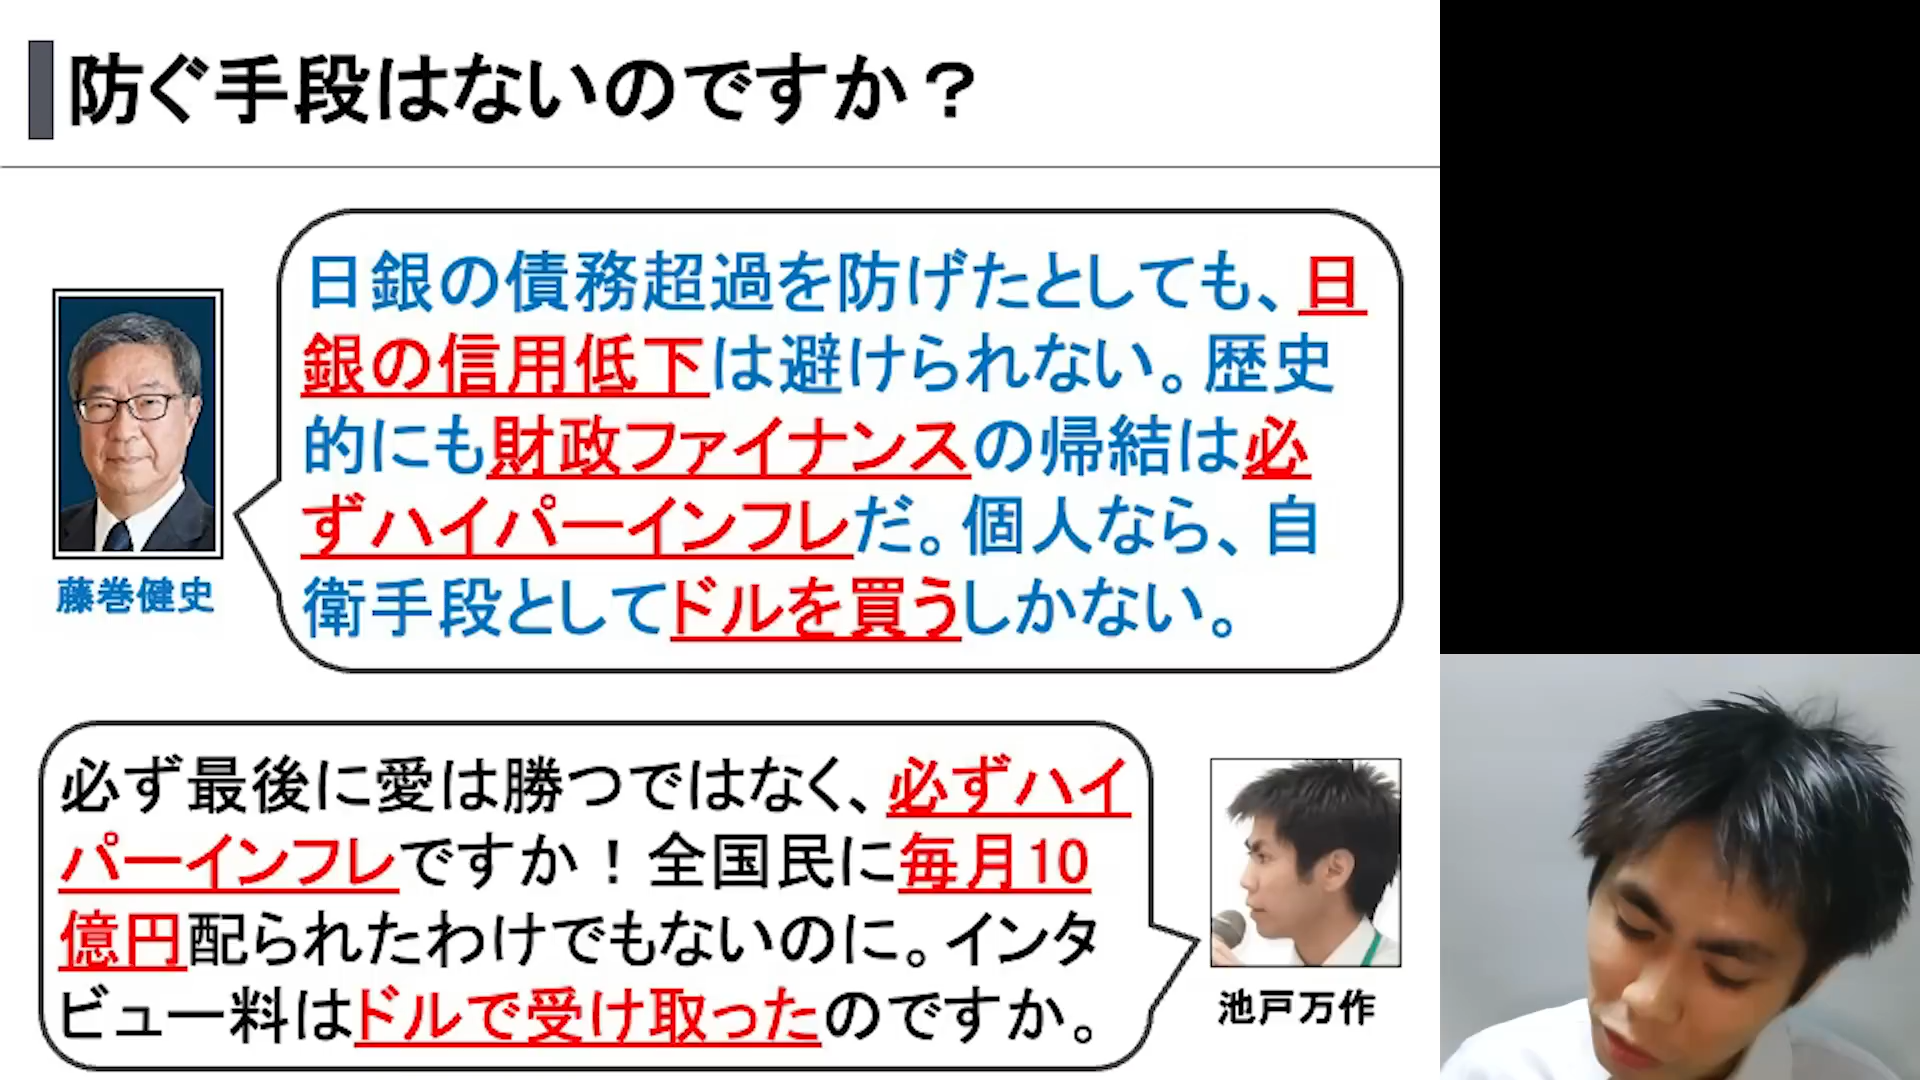 防ぐ手段はないのですか？
日銀の債務超過を防げたとしても、日
銀の信用低下は避けられない。歴史
的にも財政ファイナンスの帰結は必
ずハイパーインフレだ。個人なら、自
衛手段としてドルを買うしかない。
藤巻健史
必ず最後に愛は勝つではなく、必ずハイ
パーインフレですか！全国民に毎月10
億円配られたわけでもないのに。インタ
ビュー料はドルで受け取ったのですか。
池戸万作